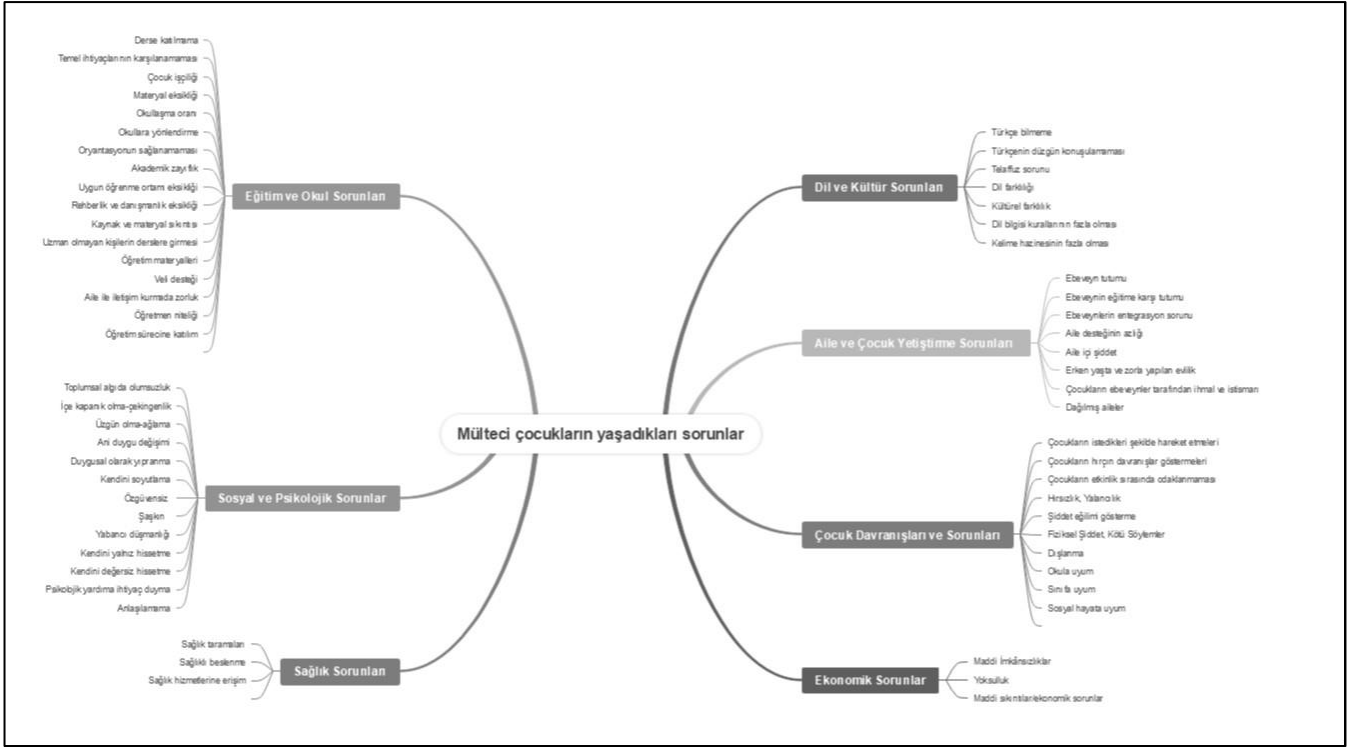 Mülteci çocukların yaşadıkları sorunlar
Eğitim ve Okul Sorunları
Derse katılmama
Temel ihtiyaçlarının karşılanamaması
Çocuk işçiliği
Materyal eksikliği
Okullaşma oranı
Okullara yönlendirme
Oryantasyonun sağlanamaması
Akademik zayıflık
Uygun öğrenme ortamı eksikliği
Rehberlik ve danışmanlık eksikliği
Kaynak ve materyal sıkıntısı
Uzman olmayan kişilerin derslere girmesi
Öğretim materyalleri
Veli desteği
Aile ile iletişim kurmada zorluk
Öğretmen niteliği
Öğretim sürecine katılım
Sosyal ve Psikolojik Sorunlar
Toplumsal algıda olumsuzluk
İçe kapanık olma-çekingenlik
Üzgün olma-ağlama
Ani duygu değişimi
Duygusal olarak yıpranma
Kendini soyutlama
Özgüvensiz
Şaşkın
Yabancı düşmanlığı
Kendini yalnız hissetme
Kendini değersiz hissetme
Psikolojik yardıma ihtiyaç duyma
Anlaşılamama
Sağlık Sorunları
Sağlık taramaları
Sağlıklı beslenme
Sağlık hizmetlerine erişim
Dil ve Kültür Sorunları
Türkçe bilmeme
Türkçenin düzgün konuşulamaması
Telaffuz sorunu
Dil farklılığı
Kültürel farklılık
Dil bilgisi kurallarının fazla olması
Kelime hazinesinin fazla olması
Aile ve Çocuk Yetiştirme Sorunları
Ebeveyn tutumu
Ebeveynin eğitime karşı tutumu
Ebeveynlerin entegrasyon sorunu
Aile desteğinin azlığı
Aile içi şiddet
Erken yaşta ve zorla yapılan evlilik
Çocukların ebeveynler tarafından ihmal ve istismarı
Dağılmış aileler
Çocuk Davranışları ve Sorunları
Çocukların istedikleri şekilde hareket etmeleri
Çocukların hırçın davranışlar göstermeleri
Çocukların etkinlik sırasında odaklanmaması
Hırsızlık, Yalancılık
Şiddet eğilimi gösterme
Fiziksel Şiddet, Kötü Söylemler
Dışlanma
Okula uyum
Sınıfa uyum
Sosyal hayata uyum
Ekonomik Sorunlar
Maddi İmkânsızlıklar
Yoksulluk
Maddi sıkıntılar/ekonomik sorunlar